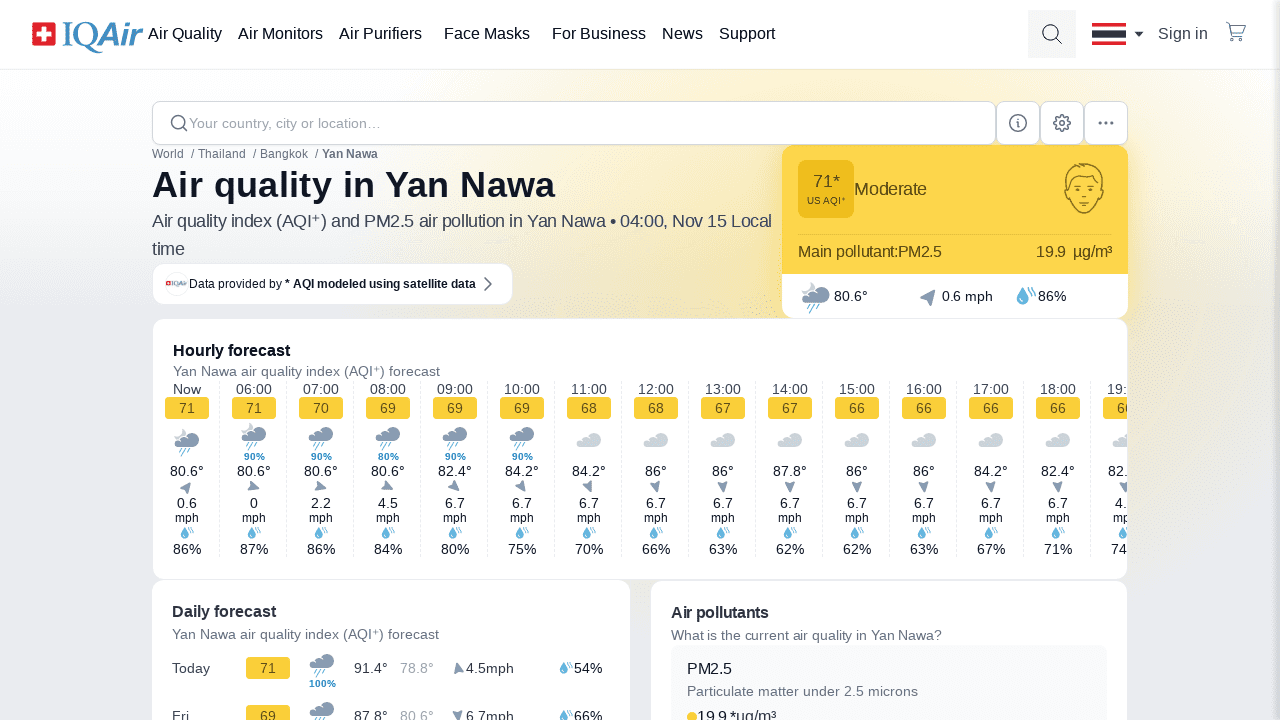 IQAir Air Quality Air Monitors Air Purifiers Face Masks For Business News Support Sign in
Your country, city or location…
World / Thailand / Bangkok / Yan Nawa
Air quality in Yan Nawa
Air quality index (AQI⁺) and PM2.5 air pollution in Yan Nawa • 04:00, Nov 15 Local
time
IQAir Data provided by * AQI modeled using satellite data
71*
US AQI⁺
Moderate
Main pollutant: PM2.5 19.9 µg/m³
80.6° 0.6 mph 86%
Hourly forecast
Yan Nawa air quality index (AQI⁺) forecast
Now 06:00 07:00 08:00 09:00 10:00 11:00 12:00 13:00 14:00 15:00 16:00 17:00 18:00
71 71 70 69 69 69 68 68 67 67 66 66 66 66
90% 90% 80% 90% 90%
80.6° 80.6° 80.6° 80.6° 82.4° 84.2° 84.2° 86° 86° 87.8° 86° 86° 84.2° 82.4°
0.6 0 2.2 4.5 6.7 6.7 6.7 6.7 6.7 6.7 6.7 6.7 6.7 6.7
mph mph mph mph mph mph mph mph mph mph mph mph mph mph
86% 87% 86% 84% 80% 75% 70% 66% 63% 62% 62% 63% 67% 71%
Daily forecast
Yan Nawa air quality index (AQI⁺) forecast
Today 71 91.4° 78.8° 4.5mph 54%
100%
Fri 69 87.8° 80.6° 6.7mph 66%
Air pollutants
What is the current air quality in Yan Nawa?
PM2.5
Particulate matter under 2.5 microns
19.9 *µg/m³